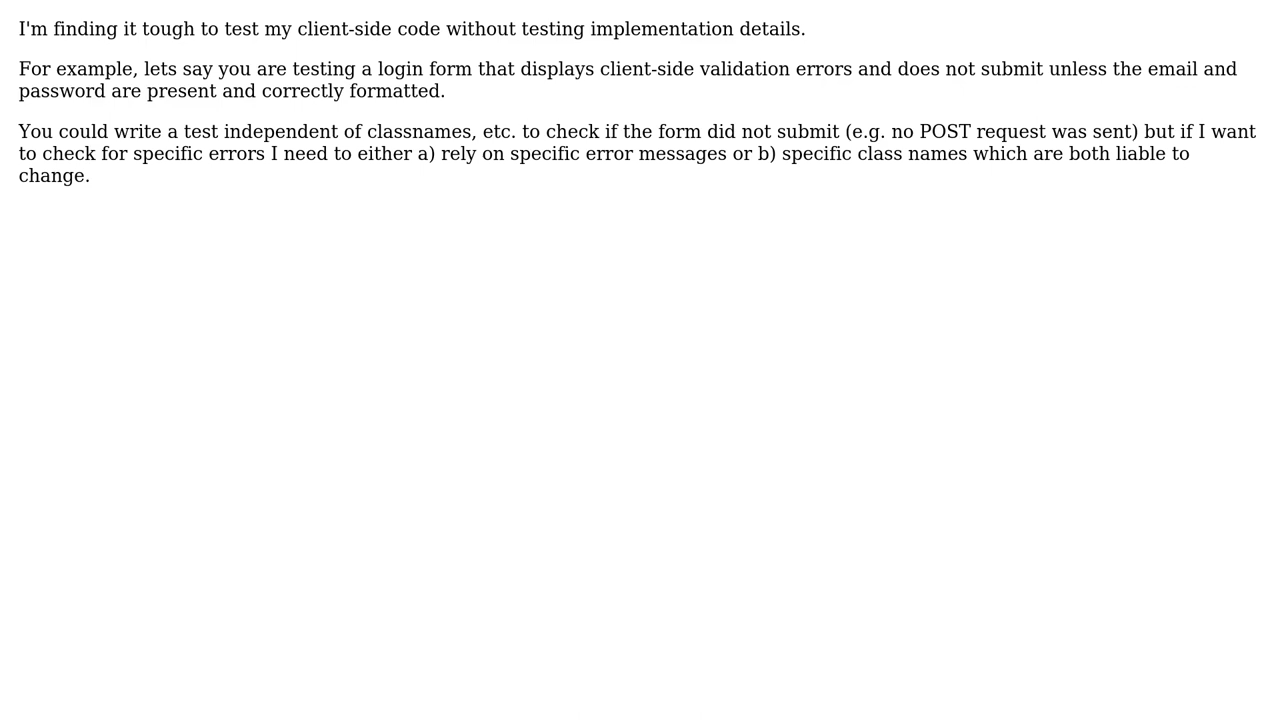 I'm finding it tough to test my client-side code without testing implementation details.
For example, lets say you are testing a login form that displays client-side validation errors and does not submit unless the email and
password are present and correctly formatted.
You could write a test independent of classnames, etc. to check if the form did not submit (e.g. no POST request was sent) but if I want
to check for specific errors I need to either a) rely on specific error messages or b) specific class names which are both liable to
change.